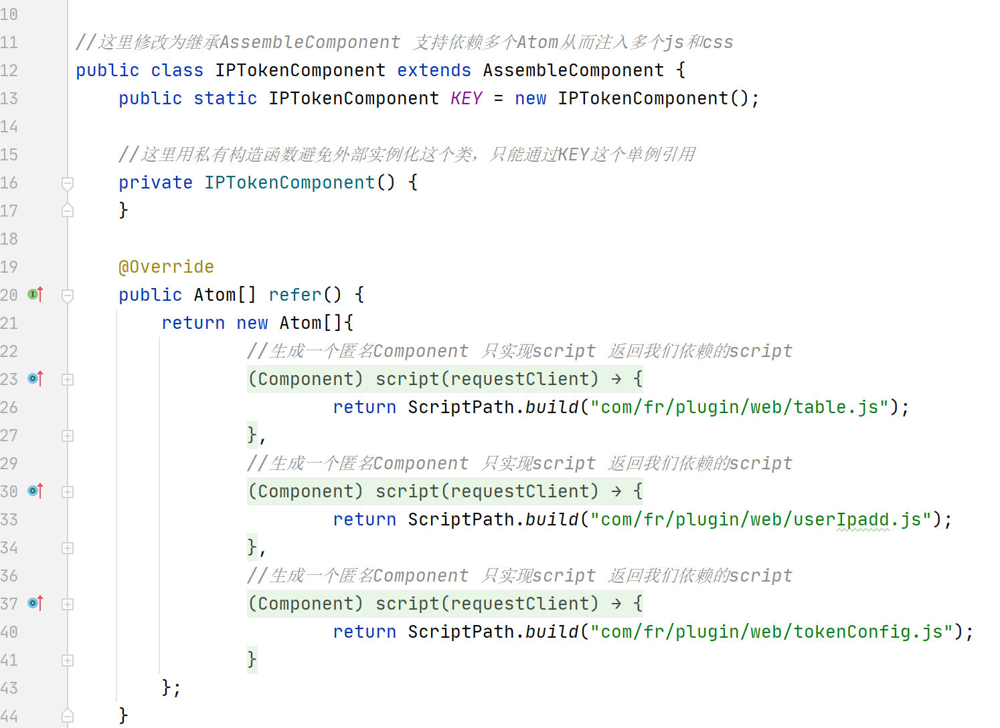 10
11 //这里修改为继承AssembleComponent 支持依赖多个Atom从而注入多个js和css
12 public class IPTokenComponent extends AssembleComponent {
13     public static IPTokenComponent KEY = new IPTokenComponent();
14
15     //这里用私有构造函数避免外部实例化这个类，只能通过KEY这个单例引用
16     private IPTokenComponent() {
17     }
18
19     @Override
20     public Atom[] refer() {
21         return new Atom[]{
22                 //生成一个匿名Component 只实现script 返回我们依赖的script
23                 (Component) script(requestClient) → {
26                         return ScriptPath.build("com/fr/plugin/web/table.js");
27                 },
29                 //生成一个匿名Component 只实现script 返回我们依赖的script
30                 (Component) script(requestClient) → {
33                         return ScriptPath.build("com/fr/plugin/web/userIpadd.js");
34                 },
36                 //生成一个匿名Component 只实现script 返回我们依赖的script
37                 (Component) script(requestClient) → {
40                         return ScriptPath.build("com/fr/plugin/web/tokenConfig.js");
41                 }
43         };
44     }